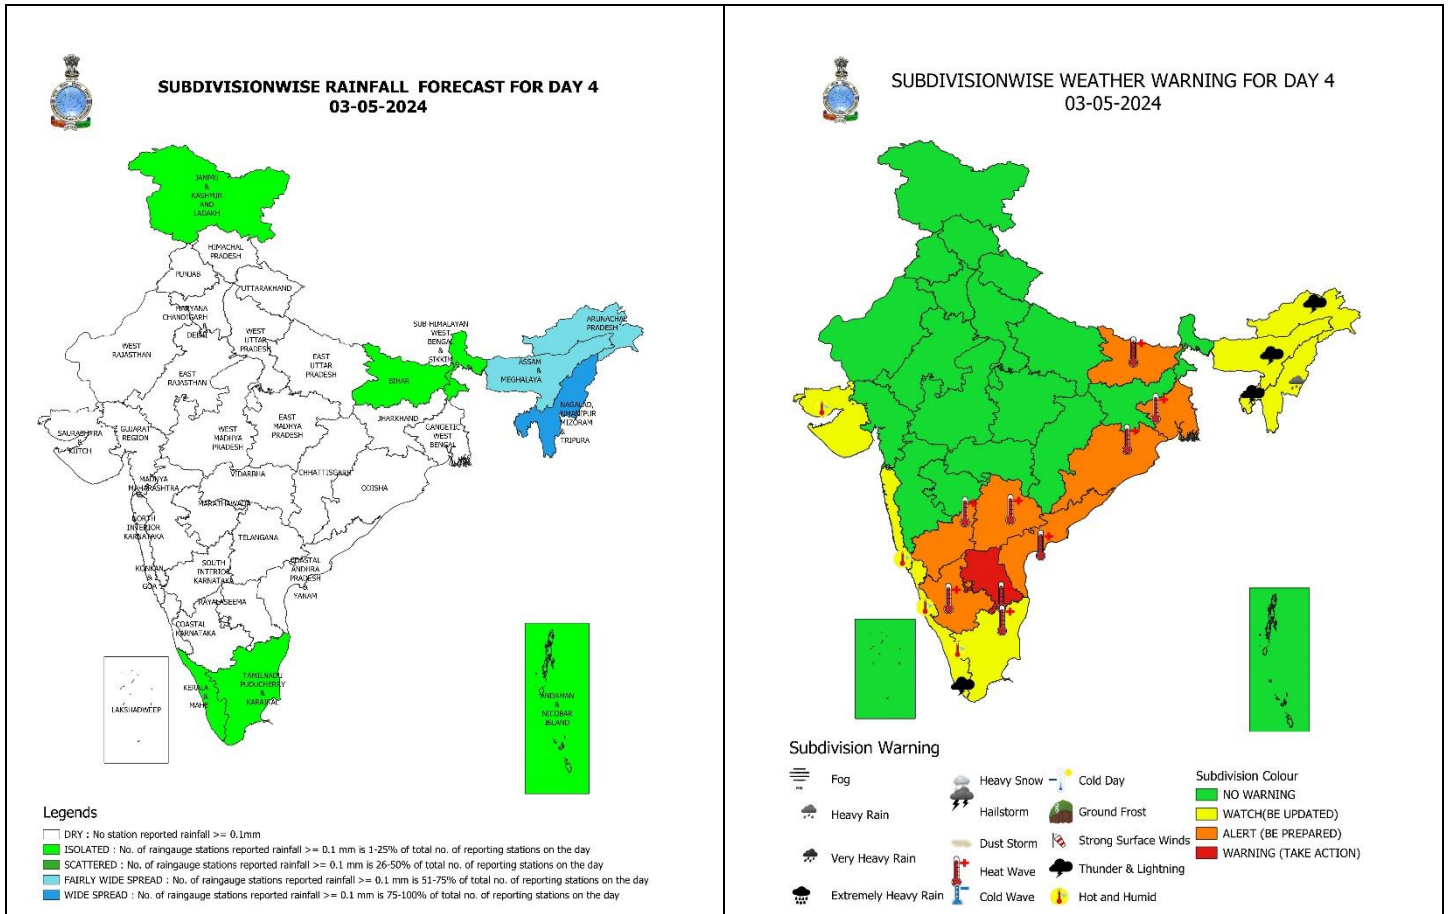 SUBDIVISIONWISE RAINFALL FORECAST FOR DAY 4
03-05-2024
JAMMU
&
KASHMIR
AND
LADAKH
HIMACHAL
PRADESH
PUNJAB
UTTARAKHAND
HARYANA
CHANDIGARH
DELHI
WEST
UTTAR
PRADESH
SUB-HIMALAYAN
WEST
BENGAL
&
SIKKIM
ARUNACHAL
PRADESH
WEST
RAJASTHAN
EAST
UTTAR
PRADESH
ASSAM
&
MEGHALAYA
EAST
RAJASTHAN
BIHAR
NAGALAD,
MANIPUR
MIZORAM
&
TRIPURA
SAURASHTRA
&
KUTCH
GUJARAT
REGION
WEST
MADHYA
PRADESH
EAST
MADHYA
PRADESH
JHARKHAND
GANGETIC
WEST
BENGAL
MADHYA
MAHARASHTRA
VIDARBHA
CHHATTISGARH
ODISHA
MARATHAWADA
NORTH
INTERIOR
KARNATAKA
TELANGANA
KONKAN
&
GOA
SOUTH
INTERIOR
KARNATAKA
COASTAL
ANDHRA
PRADESH
&
YANAM
RAYALASEEMA
COASTAL
KARNATAKA
KERALA
&
MAHE
TAMILNADU
PUDUCHERRY
&
KARAIKAL
LAKSHADWEEP
ANDAMAN
&
NICOBAR
ISLAND
Legends
DRY : No station reported rainfall >= 0.1mm
ISOLATED : No. of raingauge stations reported rainfall >= 0.1 mm is 1-25% of total no. of reporting stations on the day
SCATTERED : No. of raingauge stations reported rainfall >= 0.1 mm is 26-50% of total no. of reporting stations on the day
FAIRLY WIDE SPREAD : No. of raingauge stations reported rainfall >= 0.1 mm is 51-75% of total no. of reporting stations on the day
WIDE SPREAD : No. of raingauge stations reported rainfall >= 0.1 mm is 75-100% of total no. of reporting stations on the day
SUBDIVISIONWISE WEATHER WARNING FOR DAY 4
03-05-2024
Subdivision Warning
Fog
Heavy Rain
Very Heavy Rain
Extremely Heavy Rain
Heavy Snow
Hailstorm
Dust Storm
Heat Wave
Cold Wave
Cold Day
Ground Frost
Strong Surface Winds
Thunder & Lightning
Hot and Humid
Subdivision Colour
NO WARNING
WATCH(BE UPDATED)
ALERT (BE PREPARED)
WARNING (TAKE ACTION)